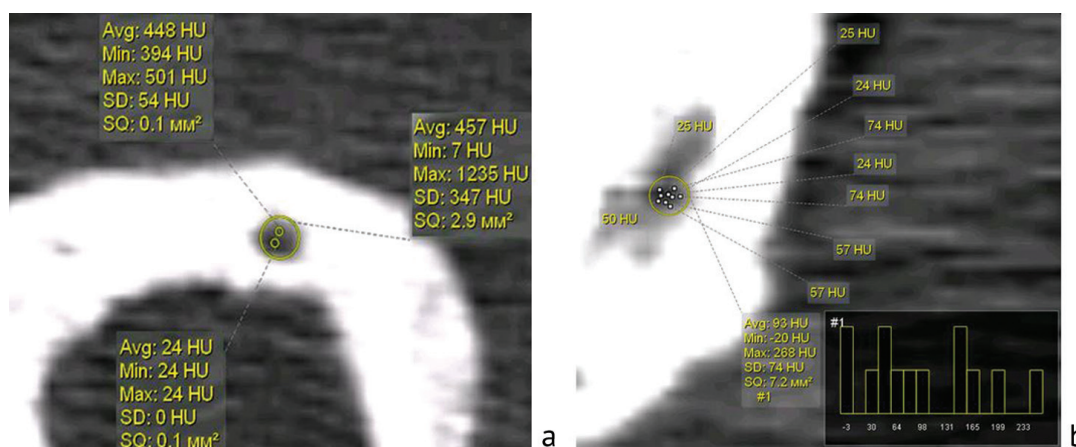 Avg: 448 HU
Min: 394 HU
Max: 501 HU
SD: 54 HU
SQ: 0.1 мм²
Avg: 457 HU
Min: 7 HU
Max: 1235 HU
SD: 347 HU
SQ: 2.9 мм²
Avg: 24 HU
Min: 24 HU
Max: 24 HU
SD: 0 HU
SQ: 0.1 мм²
a
25 HU
24 HU
74 HU
25 HU
24 HU
74 HU
50 HU
57 HU
57 HU
Avg: 93 HU
Min: -20 HU
Max: 268 HU
SD: 74 HU
SQ: 7.2 мм²
#1
#1
-3 30 64 98 131 165 199 233